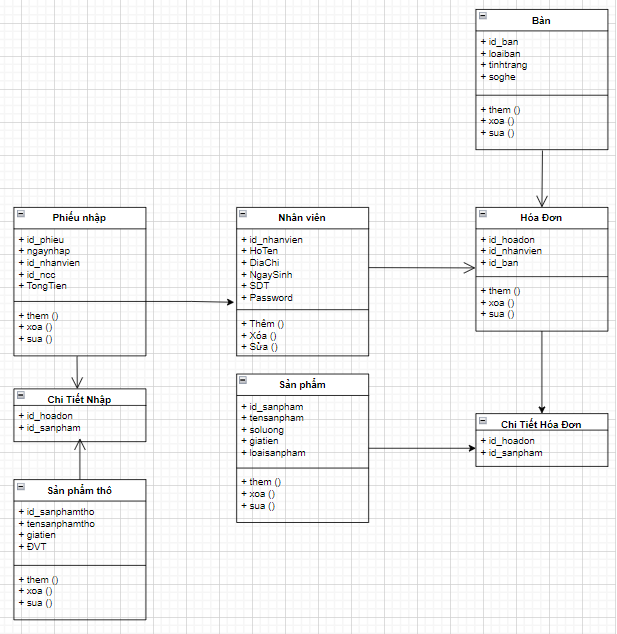 Bàn
+ id_ban
+ loaiban
+ tinhtrang
+ soghe
+ them ()
+ xoa ()
+ sua ()
Phiếu nhập
+ id_phieu
+ ngaynhap
+ id_nhanvien
+ id_ncc
+ TongTien
+ them ()
+ xoa ()
+ sua ()
Nhân viên
+ id_nhanvien
+ HoTen
+ DiaChi
+ NgaySinh
+ SDT
+ Password
+ Thêm ()
+ Xóa ()
+ Sửa ()
Hóa Đơn
+ id_hoadon
+ id_nhanvien
+ id_ban
+ them ()
+ xoa ()
+ sua ()
Chi Tiết Nhập
+ id_hoadon
+ id_sanpham
Sản phẩm
+ id_sanpham
+ tensanpham
+ soluong
+ giatien
+ loaisanpham
+ them ()
+ xoa ()
+ sua ()
Chi Tiết Hóa Đơn
+ id_hoadon
+ id_sanpham
Sản phẩm thô
+ id_sanphamtho
+ tensanphamtho
+ giatien
+ ĐVT
+ them ()
+ xoa ()
+ sua ()